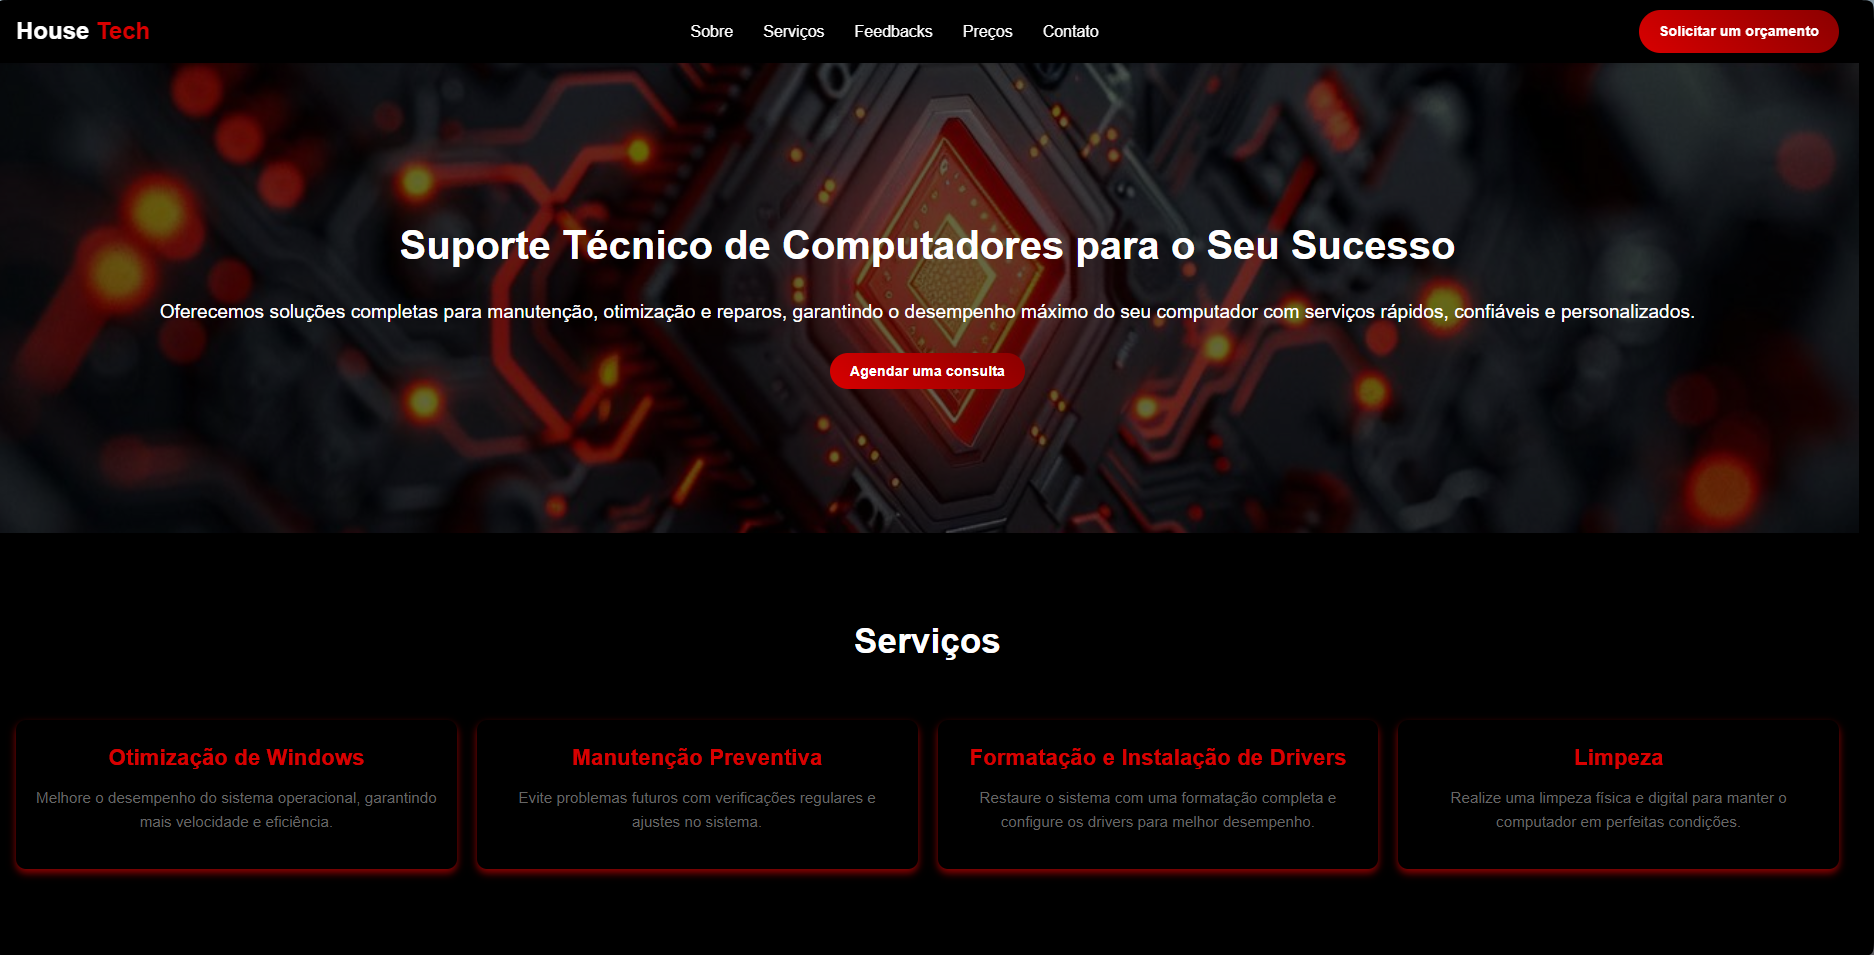 House Tech
Sobre Serviços Feedbacks Preços Contato
Solicitar um orçamento
Suporte Técnico de Computadores para o Seu Sucesso
Oferecemos soluções completas para manutenção, otimização e reparos, garantindo o desempenho máximo do seu computador com serviços rápidos, confiáveis e personalizados.
Agendar uma consulta
Serviços
Otimização de Windows
Melhore o desempenho do sistema operacional, garantindo
mais velocidade e eficiência.
Manutenção Preventiva
Evite problemas futuros com verificações regulares e
ajustes no sistema.
Formatação e Instalação de Drivers
Restaure o sistema com uma formatação completa e
configure os drivers para melhor desempenho.
Limpeza
Realize uma limpeza física e digital para manter o
computador em perfeitas condições.